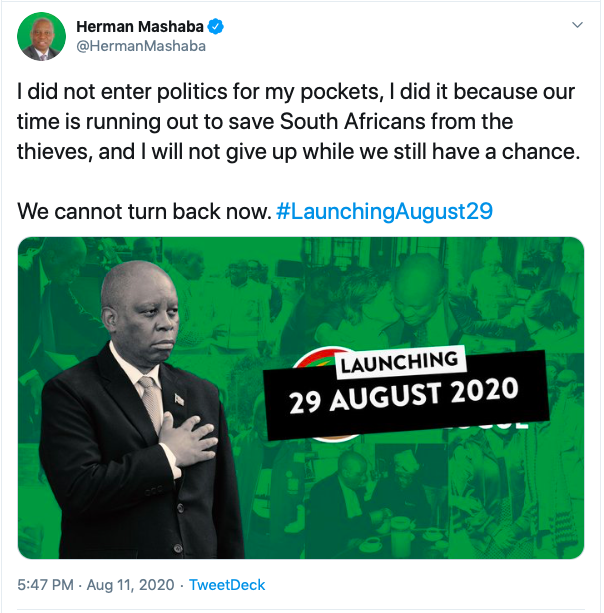 Herman Mashaba
@HermanMashaba
I did not enter politics for my pockets, I did it because our
time is running out to save South Africans from the
thieves, and I will not give up while we still have a chance.
We cannot turn back now. #LaunchingAugust29
LAUNCHING
29 AUGUST 2020
5:47 PM · Aug 11, 2020 · TweetDeck